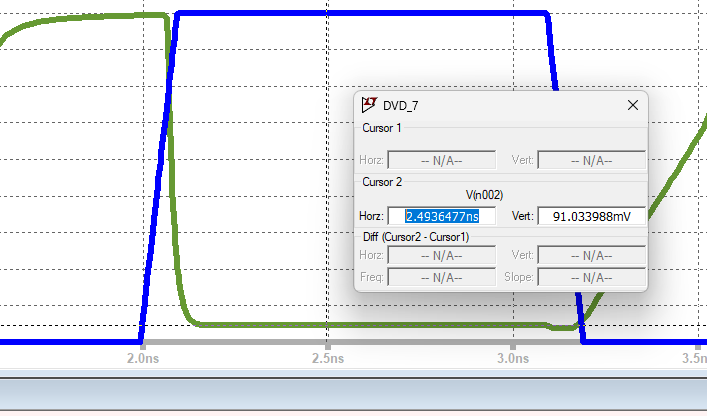 DVD_7
Cursor 1
Horz: -- N/A-- Vert: -- N/A--
Cursor 2
V(n002)
Horz: 2.4936477ns Vert: 91.033988mV
Diff (Cursor2 - Cursor1)
Horz: -- N/A-- Vert: -- N/A--
Freq: -- N/A-- Slope: -- N/A--
2.0ns 2.5ns 3.0ns 3.5n